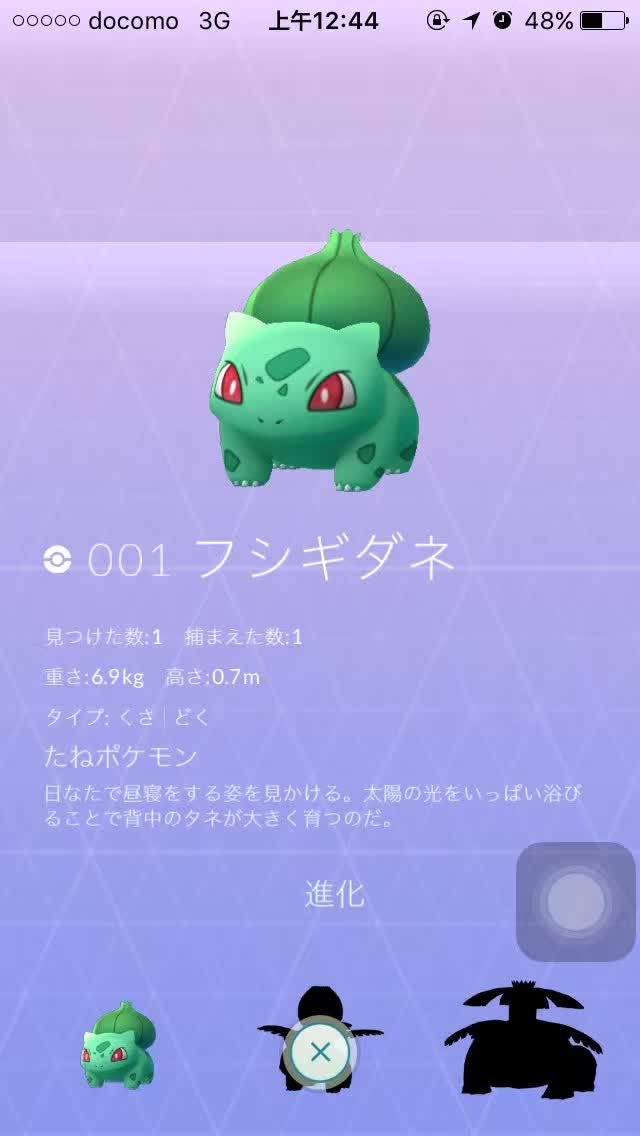 ○○○○○ docomo 3G 上午12:44 48%
001 フシギダネ
見つけた数:1 捕まえた数:1
重さ:6.9kg 高さ:0.7m
タイプ: くさ | どく
たねポケモン
日なたで昼寝をする姿を見かける。太陽の光をいっぱい浴び
ることで背中のタネが大きく育つのだ。
進化